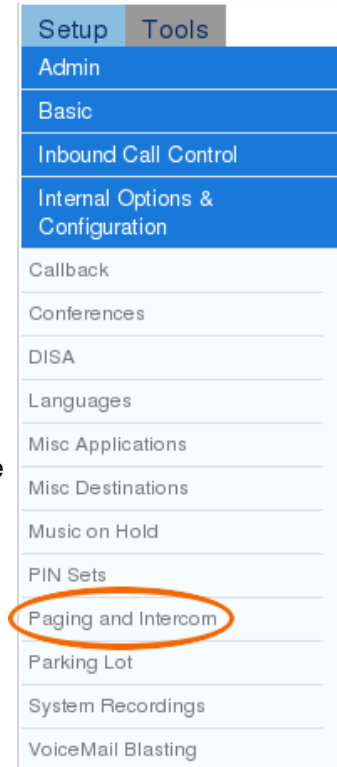 Setup Tools
Admin
Basic
Inbound Call Control
Internal Options &
Configuration
Callback
Conferences
DISA
Languages
Misc Applications
e
Misc Destinations
Music on Hold
PIN Sets
Paging and Intercom
Parking Lot
System Recordings
VoiceMail Blasting